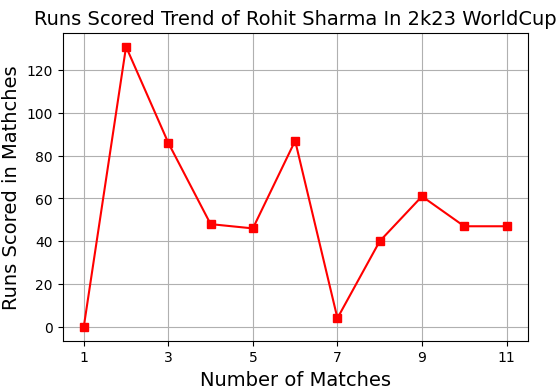 Runs Scored Trend of Rohit Sharma In 2k23 WorldCup
Runs Scored in Mathches
120
100
80
60
40
20
0
1 3 5 7 9 11
Number of Matches